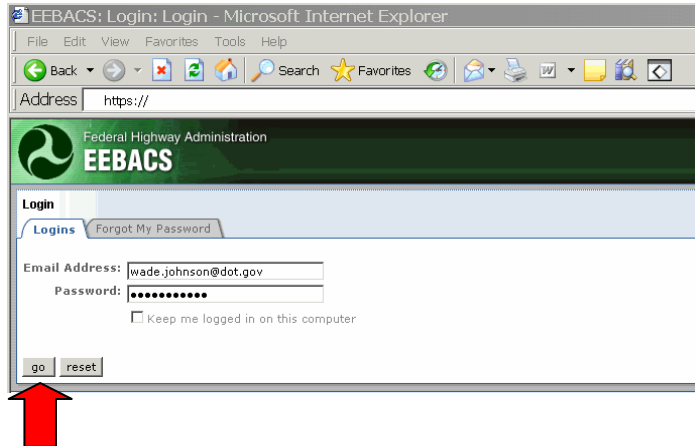 EEBACS: Login: Login - Microsoft Internet Explorer
File Edit View Favorites Tools Help
Back Search Favorites
Address https://
Federal Highway Administration
EEBACS
Login
Logins Forgot My Password
Email Address: wade.johnson@dot.gov
Password: •••••••••••
Keep me logged in on this computer
go reset